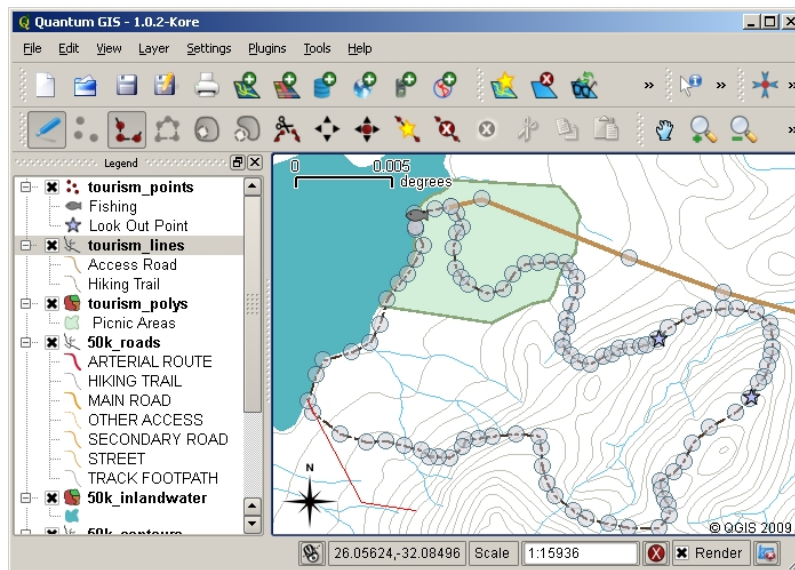 Quantum GIS - 1.0.2-Kore
File Edit View Layer Settings Plugins Tools Help
Legend
tourism_points
Fishing
Look Out Point
tourism_lines
Access Road
Hiking Trail
tourism_polys
Picnic Areas
50k_roads
ARTERIAL ROUTE
HIKING TRAIL
MAIN ROAD
OTHER ACCESS
SECONDARY ROAD
STREET
TRACK FOOTPATH
50k_inlandwater
50k_contours
0 0.005
degrees
N
© QGIS 2009
26.05624,-32.08496 Scale 1:15936 Render